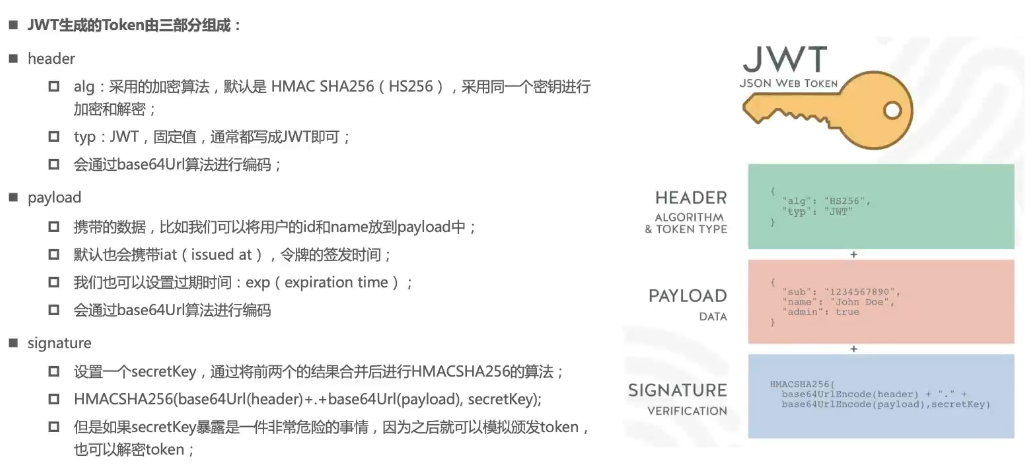 JWT生成的Token由三部分组成：
header
alg：采用的加密算法，默认是 HMAC SHA256（HS256），采用同一个密钥进行
加密和解密；
typ：JWT，固定值，通常都写成JWT即可；
会通过base64Url算法进行编码；
payload
携带的数据，比如我们可以将用户的id和name放到payload中；
默认也会携带iat（issued at），令牌的签发时间；
我们也可以设置过期时间：exp（expiration time）；
会通过base64Url算法进行编码
signature
设置一个secretKey，通过将前两个的结果合并后进行HMACSHA256的算法；
HMACSHA256(base64Url(header)+.+base64Url(payload), secretKey);
但是如果secretKey暴露是一件非常危险的事情，因为之后就可以模拟颁发token，
也可以解密token；
JWT
JSON WEB TOKEN
HEADER
ALGORITHM
& TOKEN TYPE
{
"alg": "HS256",
"typ": "JWT"
}
+
PAYLOAD
DATA
{
"sub": "1234567890",
"name": "John Doe",
"admin": true
}
+
SIGNATURE
VERIFICATION
HMACSHA256(
base64UrlEncode(header) + "." +
base64UrlEncode(payload),secretKey)